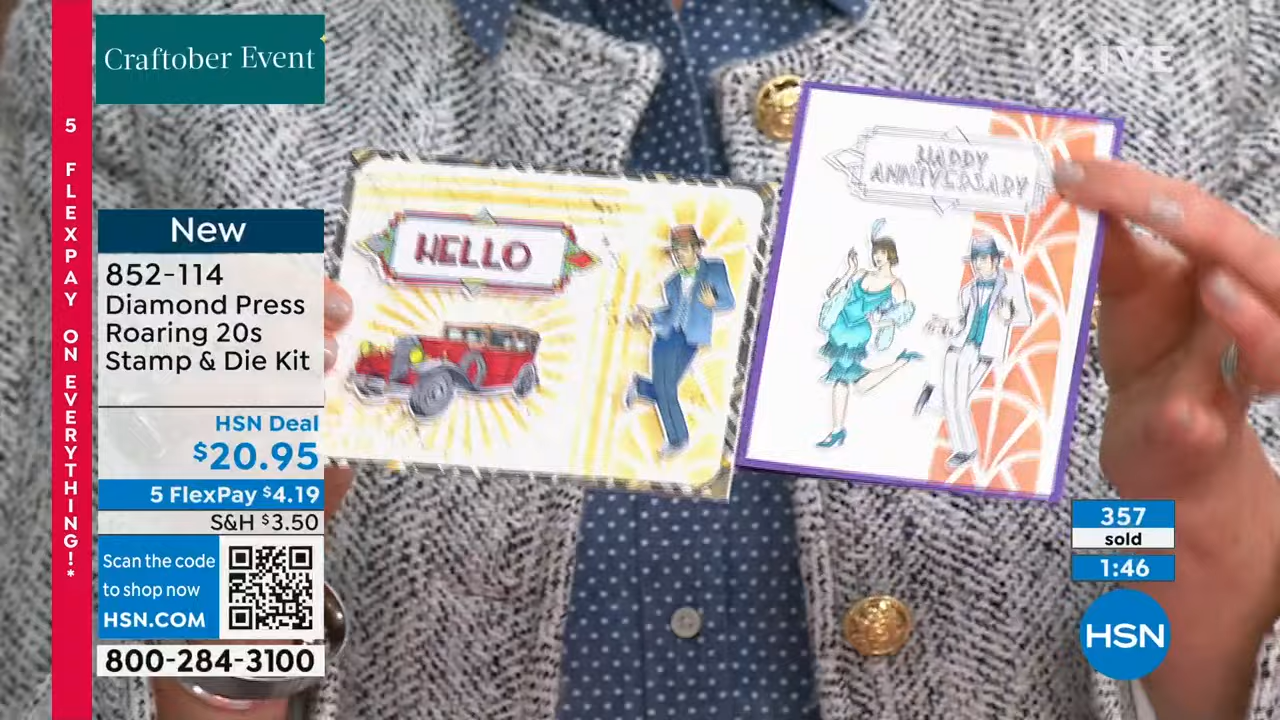 Craftober Event
LIVE
5 FLEXPAY ON EVERYTHING!*
New
852-114
Diamond Press
Roaring 20s
Stamp & Die Kit
HSN Deal
$20.95
5 FlexPay $4.19
S&H $3.50
Scan the code
to shop now
HSN.COM
800-284-3100
HELLO
HAPPY
ANNIVERSARY
357
sold
1:46
HSN